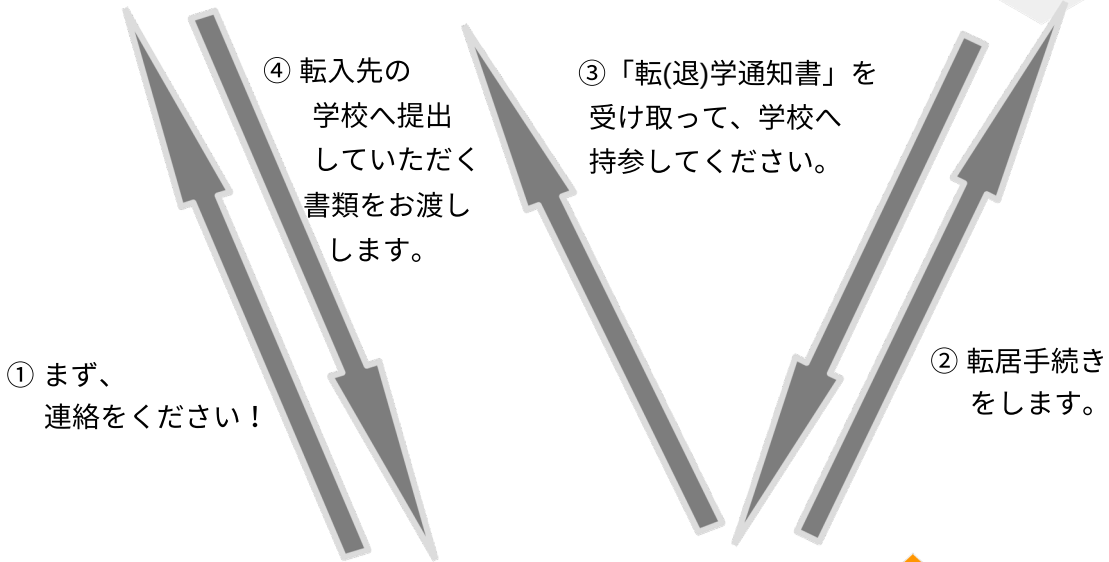 ④ 転入先の
学校へ提出
していただく
書類をお渡し
します。
③「転(退)学通知書」を
受け取って、学校へ
持参してください。
① まず、
連絡をください！
② 転居手続き
をします。